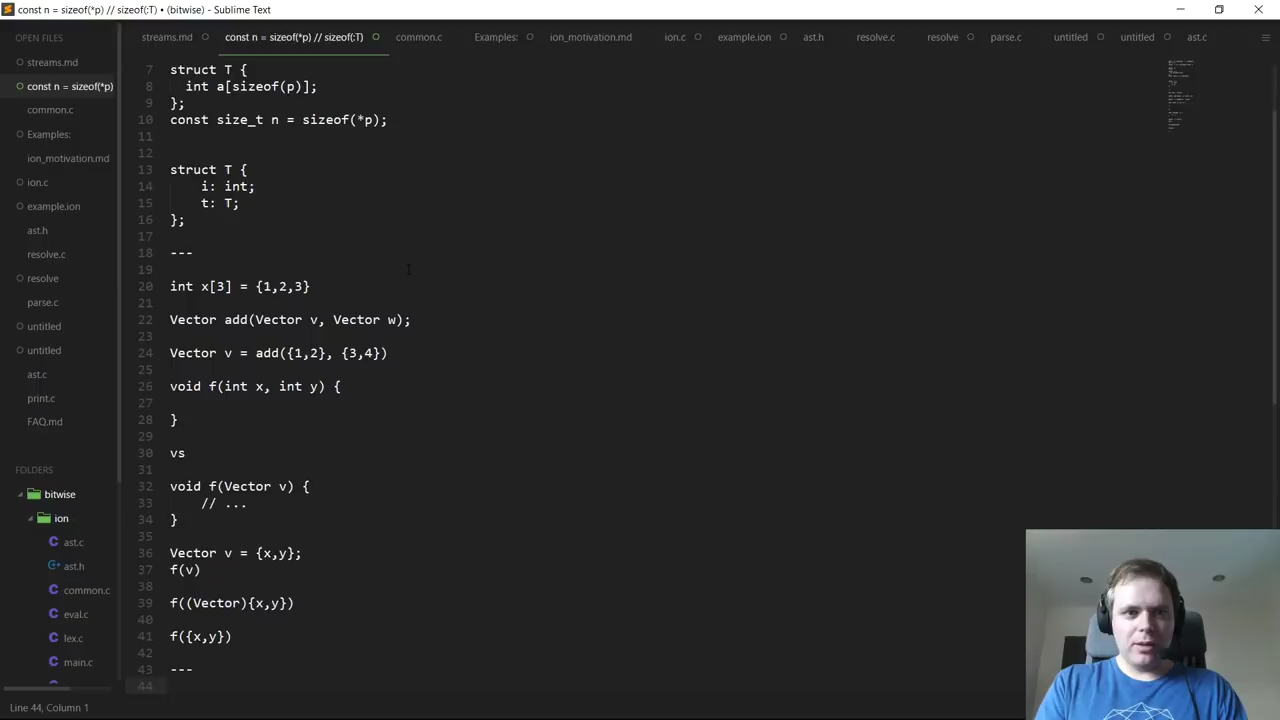 const n = sizeof(*p) // sizeof(:T) • (bitwise) - Sublime Text
OPEN FILES
streams.md
const n = sizeof(*p)
common.c
Examples:
ion_motivation.md
ion.c
example.ion
ast.h
resolve.c
resolve
parse.c
untitled
untitled
ast.c
print.c
FAQ.md
FOLDERS
bitwise
ion
ast.c
ast.h
common.c
eval.c
lex.c
main.c
streams.md
const n = sizeof(*p) // sizeof(:T)
common.c
Examples:
ion_motivation.md
ion.c
example.ion
ast.h
resolve.c
resolve
parse.c
untitled
untitled
ast.c
7 struct T {
8 int a[sizeof(p)];
9 };
10 const size_t n = sizeof(*p);
11
12
13 struct T {
14 i: int;
15 t: T;
16 };
17
18 ---
19
20 int x[3] = {1,2,3}
21
22 Vector add(Vector v, Vector w);
23
24 Vector v = add({1,2}, {3,4})
25
26 void f(int x, int y) {
27
28 }
29
30 vs
31
32 void f(Vector v) {
33 // ...
34 }
35
36 Vector v = {x,y};
37 f(v)
38
39 f((Vector){x,y})
40
41 f({x,y})
42
43 ---
44
Line 44, Column 1